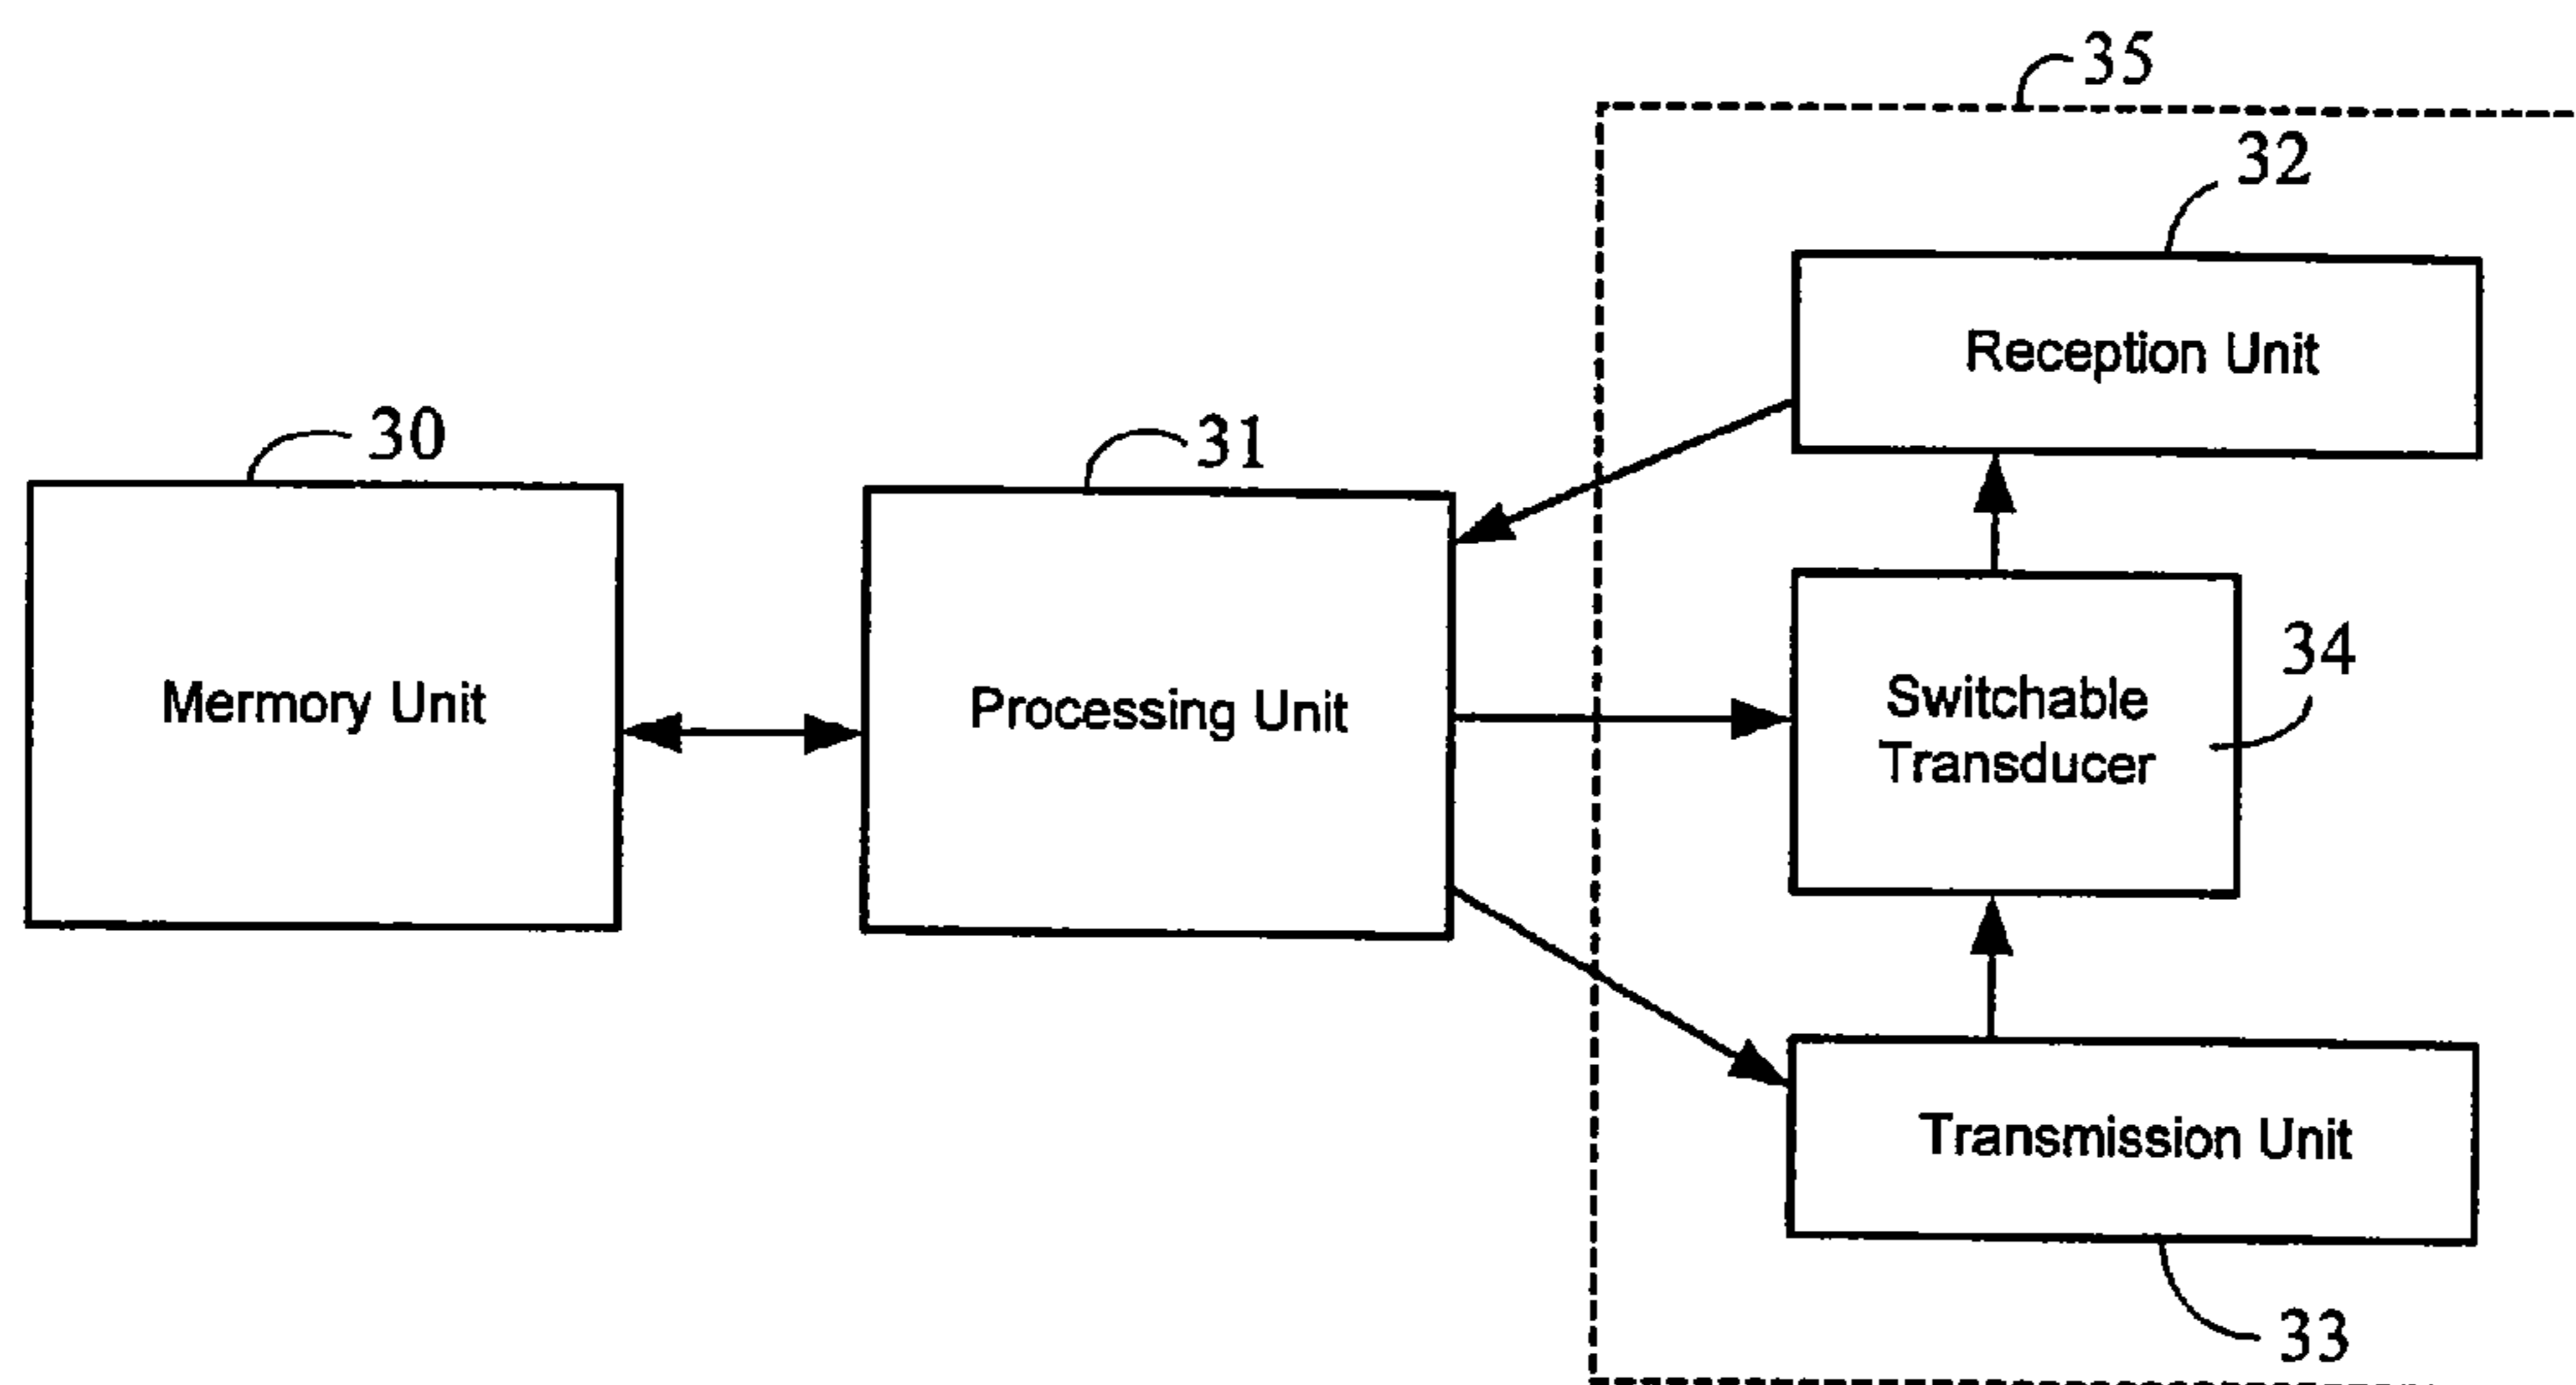 35
32
Reception Unit
30
31
Mermory Unit
Processing Unit
Switchable
Transducer
34
Transmission Unit
33